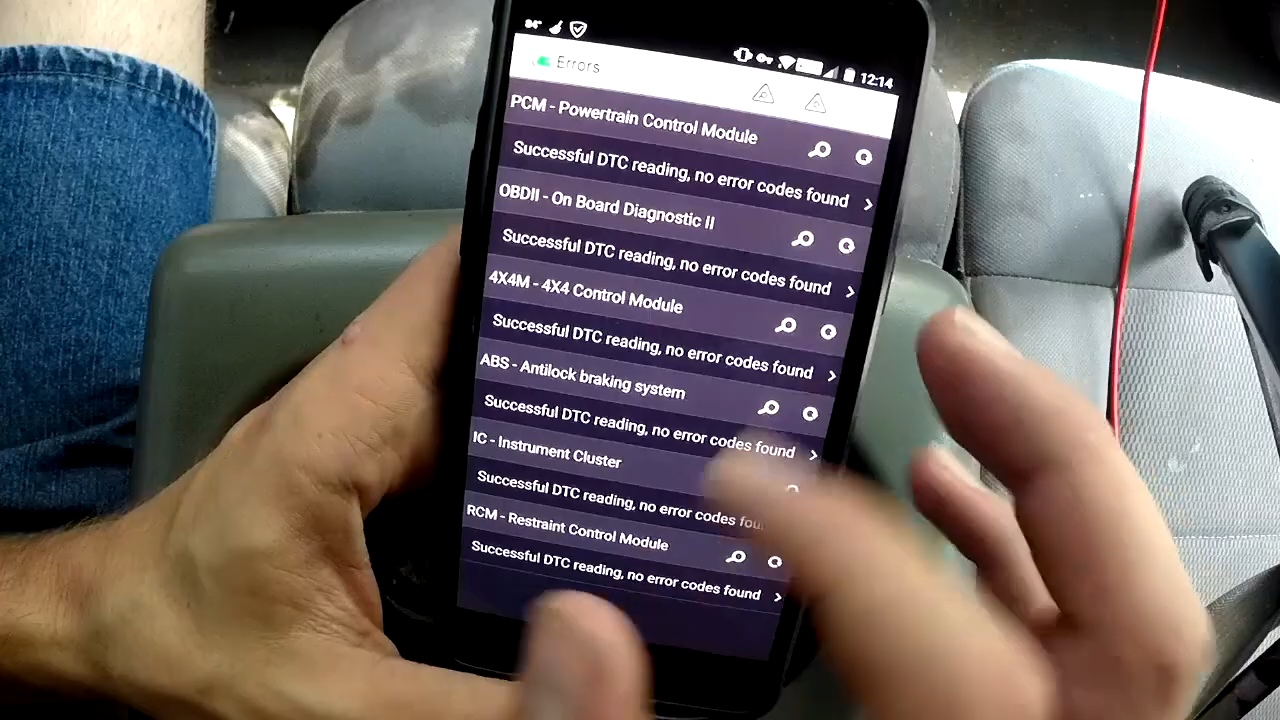 94°
12:14
Errors
PCM - Powertrain Control Module
Successful DTC reading, no error codes found
OBDII - On Board Diagnostic II
Successful DTC reading, no error codes found
4X4M - 4X4 Control Module
Successful DTC reading, no error codes found
ABS - Antilock braking system
Successful DTC reading, no error codes found
IC - Instrument Cluster
Successful DTC reading, no error codes
RCM - Restraint Control Module
Successful DTC reading, no error codes found